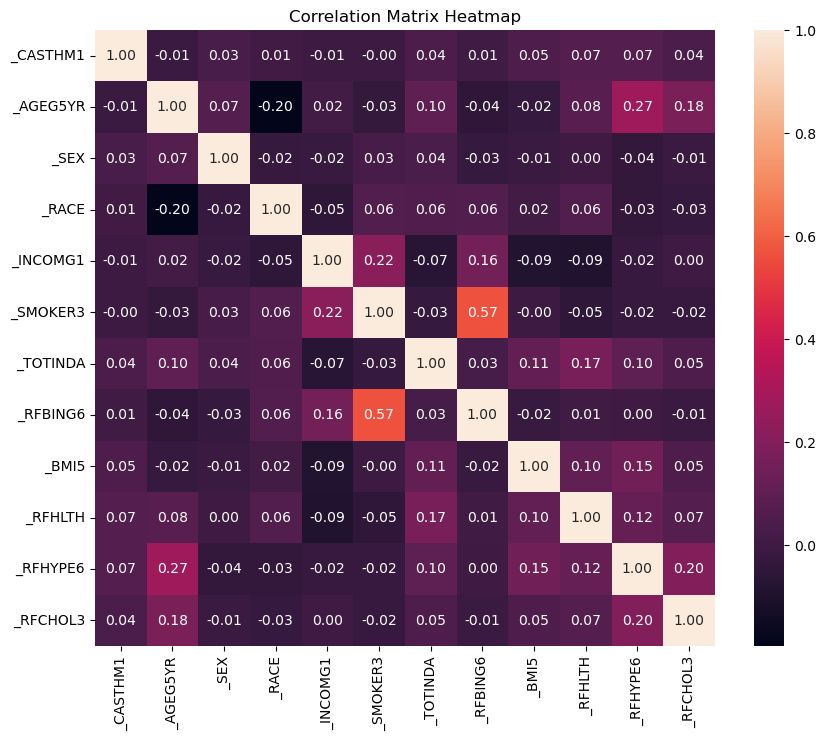 Correlation Matrix Heatmap
_CASTHM1 1.00 -0.01 0.03 0.01 -0.01 -0.00 0.04 0.01 0.05 0.07 0.07 0.04
_AGEG5YR -0.01 1.00 0.07 -0.20 0.02 -0.03 0.10 -0.04 -0.02 0.08 0.27 0.18
_SEX 0.03 0.07 1.00 -0.02 -0.02 0.03 0.04 -0.03 -0.01 0.00 -0.04 -0.01
_RACE 0.01 -0.20 -0.02 1.00 -0.05 0.06 0.06 0.06 0.02 0.06 -0.03 -0.03
_INCOMG1 -0.01 0.02 -0.02 -0.05 1.00 0.22 -0.07 0.16 -0.09 -0.09 -0.02 0.00
_SMOKER3 -0.00 -0.03 0.03 0.06 0.22 1.00 -0.03 0.57 -0.00 -0.05 -0.02 -0.02
_TOTINDA 0.04 0.10 0.04 0.06 -0.07 -0.03 1.00 0.03 0.11 0.17 0.10 0.05
_RFBING6 0.01 -0.04 -0.03 0.06 0.16 0.57 0.03 1.00 -0.02 0.01 0.00 -0.01
_BMI5 0.05 -0.02 -0.01 0.02 -0.09 -0.00 0.11 -0.02 1.00 0.10 0.15 0.05
_RFHLTH 0.07 0.08 0.00 0.06 -0.09 -0.05 0.17 0.01 0.10 1.00 0.12 0.07
_RFHYPE6 0.07 0.27 -0.04 -0.03 -0.02 -0.02 0.10 0.00 0.15 0.12 1.00 0.20
_RFCHOL3 0.04 0.18 -0.01 -0.03 0.00 -0.02 0.05 -0.01 0.05 0.07 0.20 1.00
_CASTHM1 _AGEG5YR _SEX _RACE _INCOMG1 _SMOKER3 _TOTINDA _RFBING6 _BMI5 _RFHLTH _RFHYPE6 _RFCHOL3
1.0
0.8
0.6
0.4
0.2
0.0